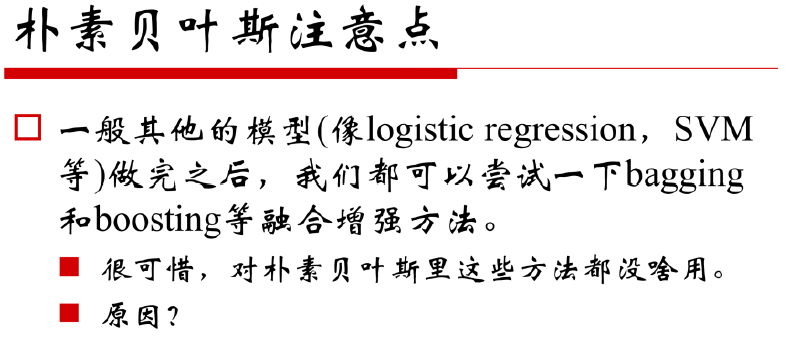 朴素贝叶斯注意点
一般其他的模型(像logistic regression，SVM
等)做完之后，我们都可以尝试一下bagging
和boosting等融合增强方法。
很可惜，对朴素贝叶斯里这些方法都没啥用。
原因？